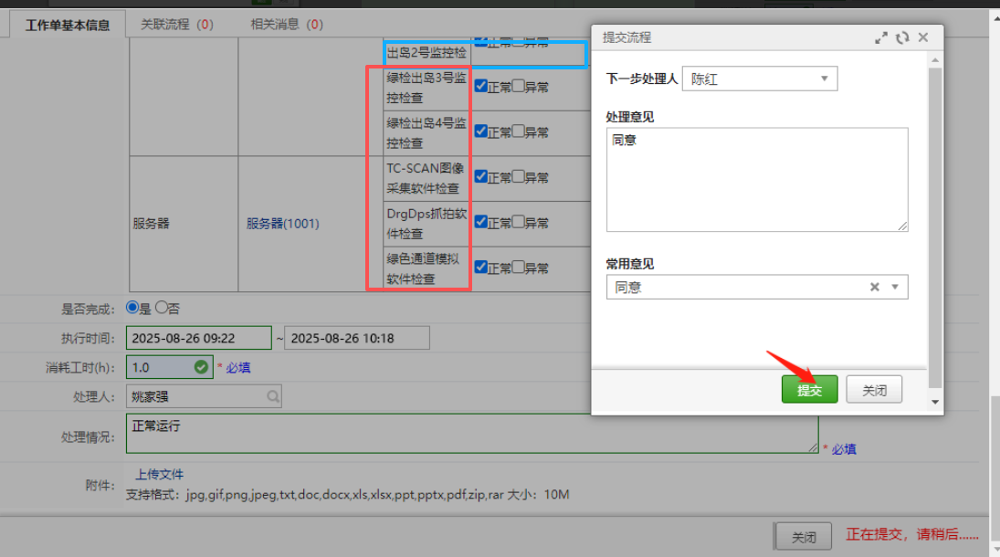 工作单基本信息
关联流程 (0)
相关消息 (0)
出岛2号监控检
正常 异常
绿检出岛3号监
控检查
正常 异常
绿检出岛4号监
控检查
正常 异常
服务器
服务器(1001)
TC-SCAN图像
采集软件检查
正常 异常
DrgDps抓拍软
件检查
正常 异常
绿色通道模拟
软件检查
正常 异常
是否完成:
是 否
执行时间:
2025-08-26 09:22 ~ 2025-08-26 10:18
消耗工时(h):
1.0
* 必填
处理人:
姚家强
处理情况:
正常运行
* 必填
附件:
上传文件
支持格式：jpg,gif,png,jpeg,txt,doc,docx,xls,xlsx,ppt,pptx,pdf,zip,rar 大小：10M
关闭
正在提交，请稍后......
提交流程
下一步处理人
陈红
处理意见
同意
常用意见
同意
提交
关闭